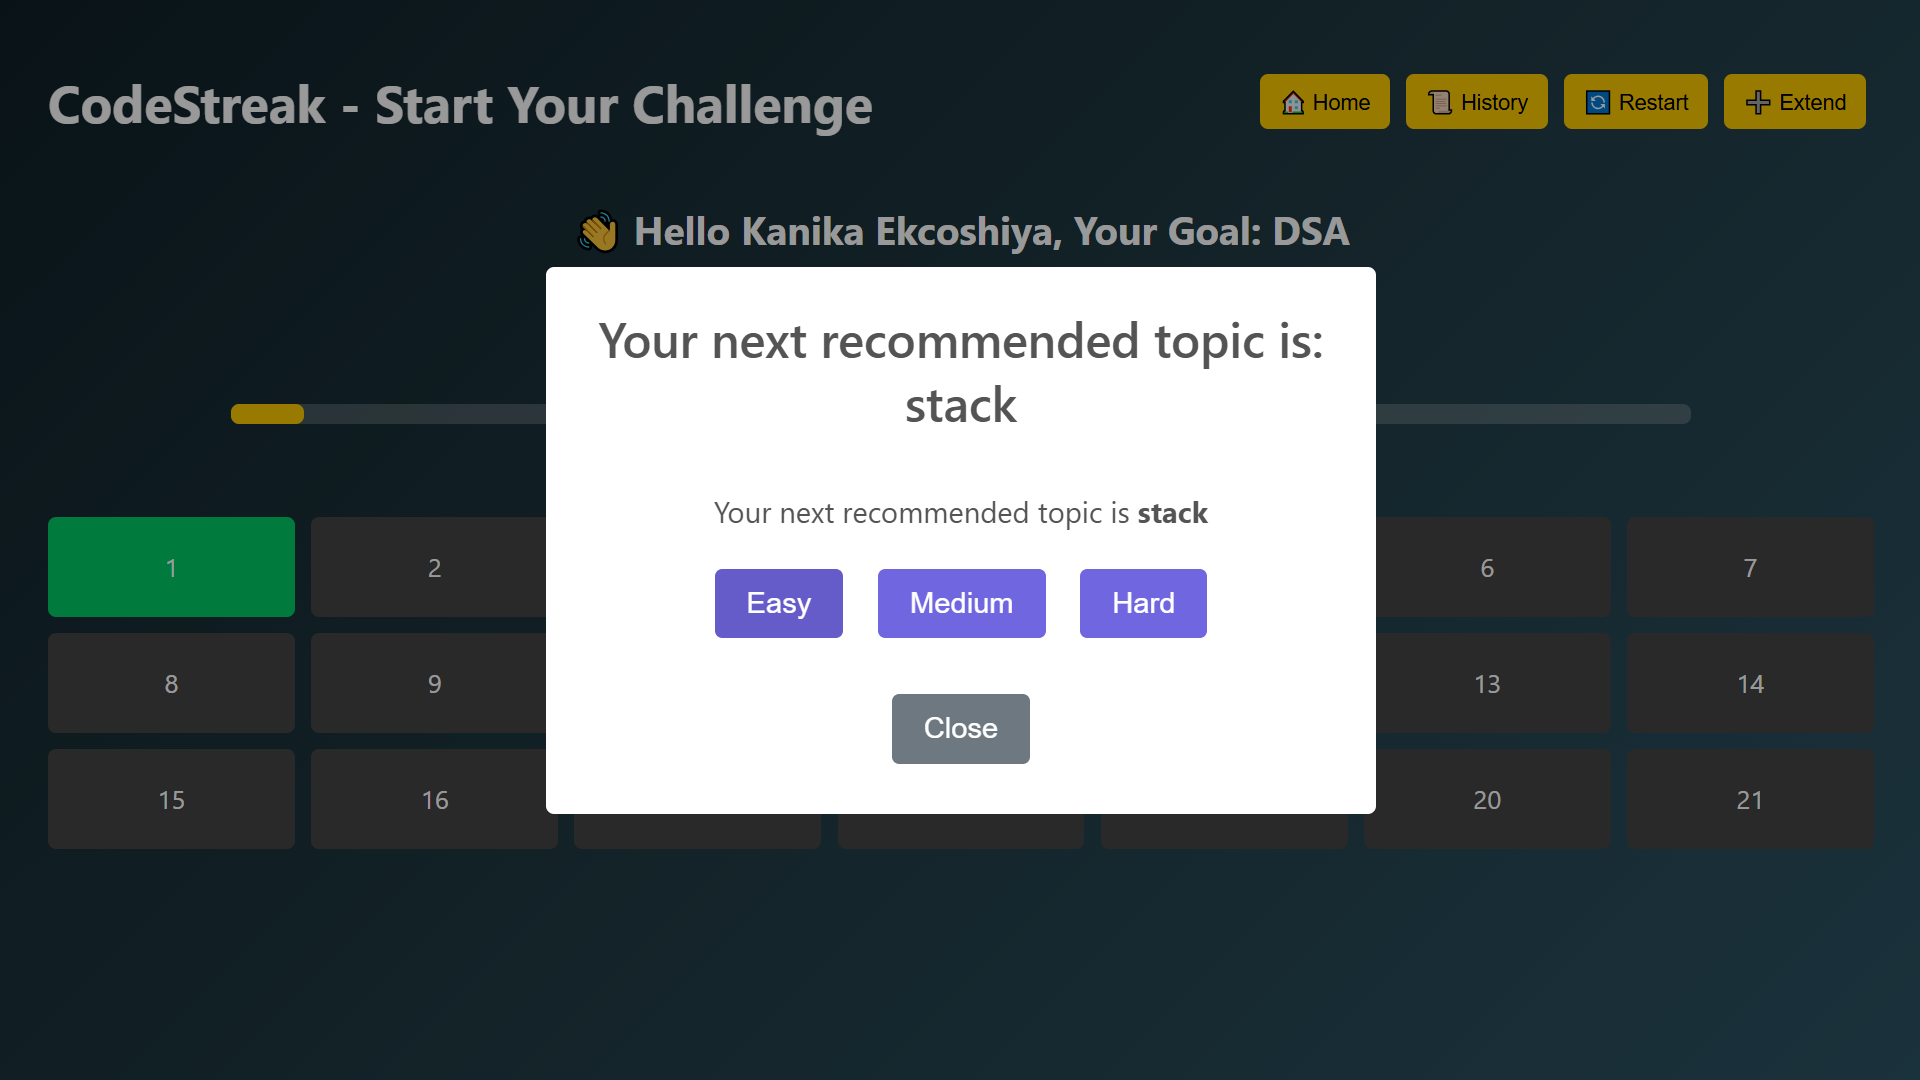 CodeStreak - Start Your Challenge
Home
History
Restart
Extend
Hello Kanika Ekcoshiya, Your Goal: DSA
Your next recommended topic is:
stack
Your next recommended topic is stack
Easy
Medium
Hard
Close
1
2
6
7
8
9
13
14
15
16
20
21